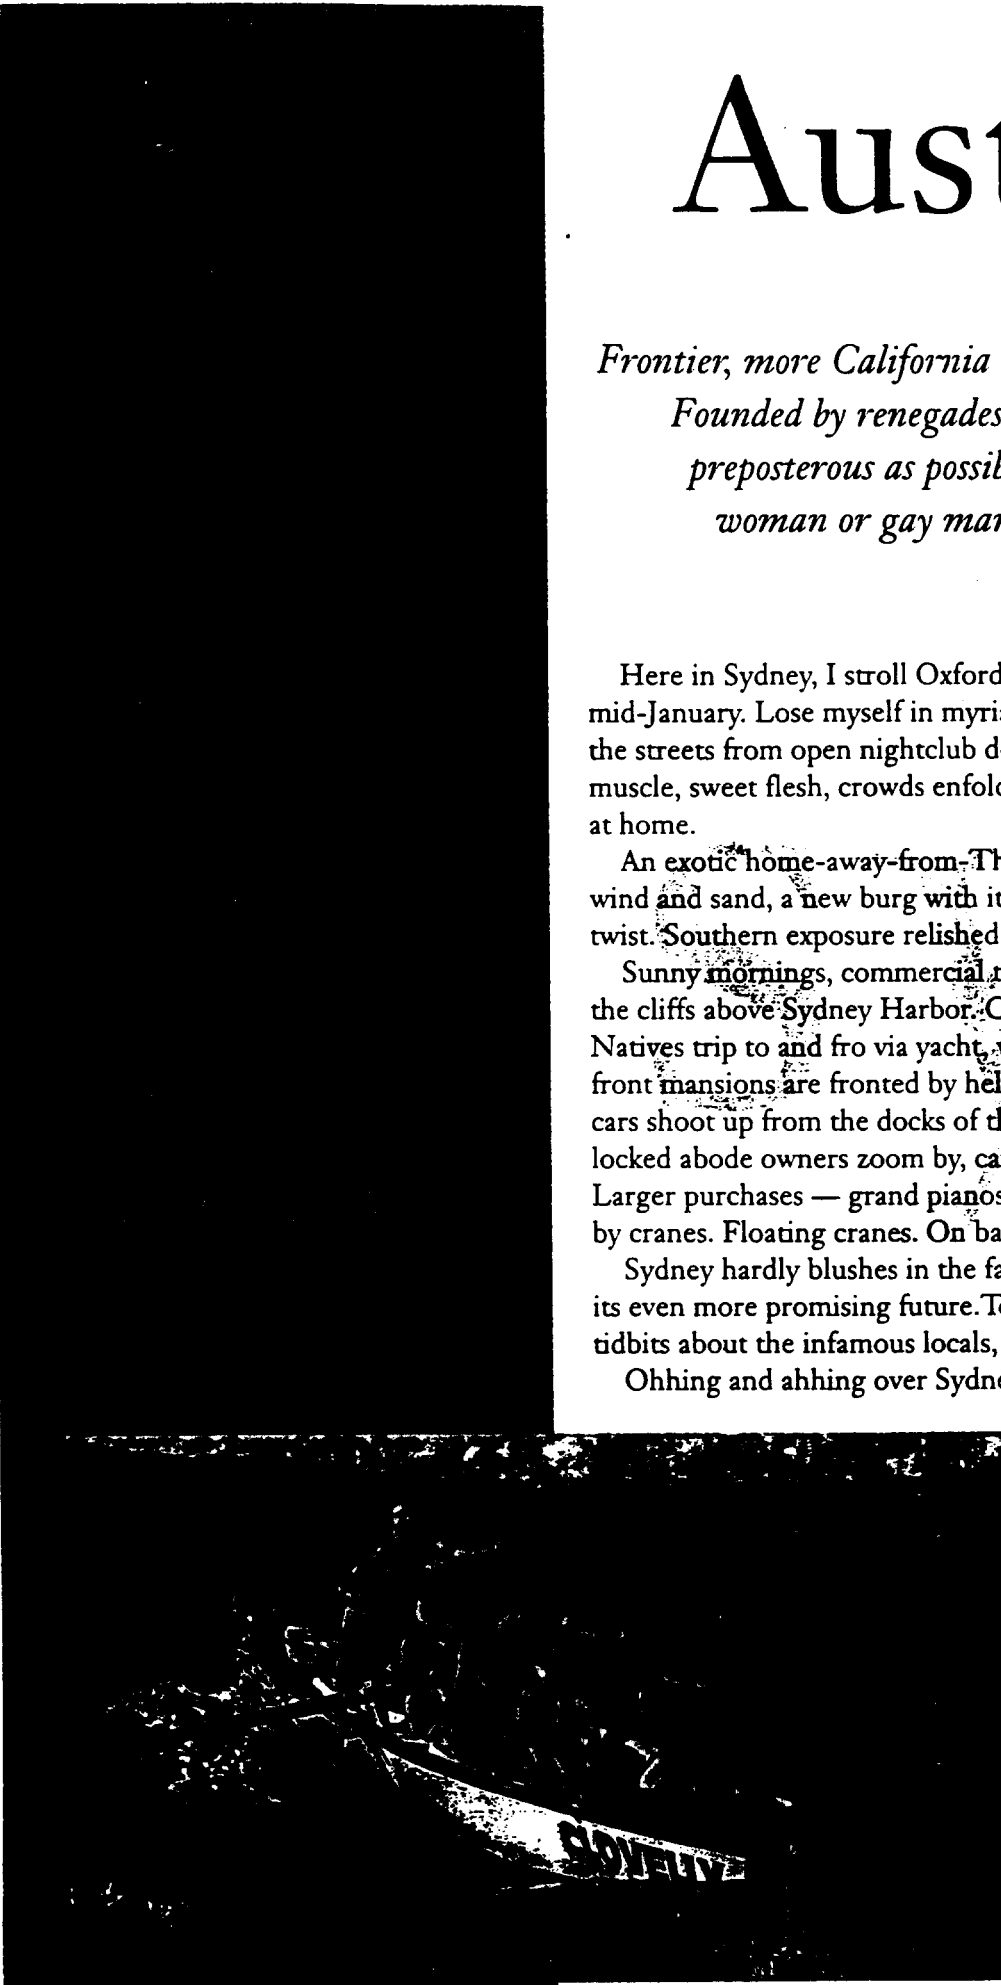 Aust
Frontier, more California
Founded by renegades
preposterous as possib
woman or gay man
Here in Sydney, I stroll Oxford
mid-January. Lose myself in myria
the streets from open nightclub d
muscle, sweet flesh, crowds enfold
at home.
An exotic home-away-from-Th
wind and sand, a new burg with it
twist. Southern exposure relished
Sunny mornings, commercial t
the cliffs above Sydney Harbor. C
Natives trip to and fro via yacht, v
front mansions are fronted by hel
cars shoot up from the docks of th
locked abode owners zoom by, ca
Larger purchases — grand pianos
by cranes. Floating cranes. On ba
Sydney hardly blushes in the fa
its even more promising future. To
tidbits about the infamous locals,
Ohhing and ahhing over Sydne
CLOVELLY